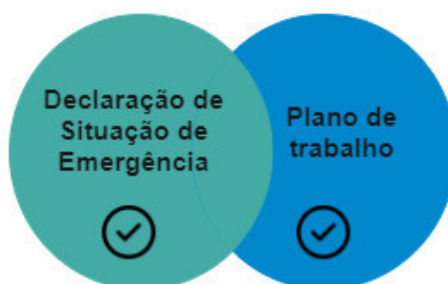 Declaração de
Situação de
Emergência
Plano de
trabalho